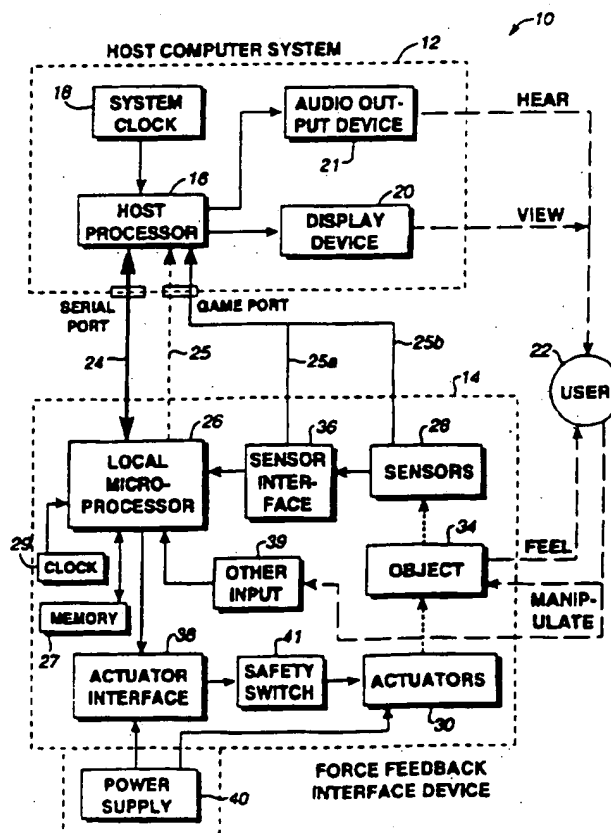 10
HOST COMPUTER SYSTEM
12
18
SYSTEM
CLOCK
AUDIO OUT-
PUT DEVICE
21
HEAR
16
HOST
PROCESSOR
20
DISPLAY
DEVICE
VIEW
SERIAL
PORT
GAME PORT
24
25
25a
25b
22
USER
14
26
LOCAL
MICRO-
PROCESSOR
36
SENSOR
INTER-
FACE
28
SENSORS
29
CLOCK
39
OTHER
INPUT
34
OBJECT
FEEL
MANIP-
ULATE
MEMORY
27
38
ACTUATOR
INTERFACE
41
SAFETY
SWITCH
ACTUATORS
30
POWER
SUPPLY
40
FORCE FEEDBACK
INTERFACE DEVICE